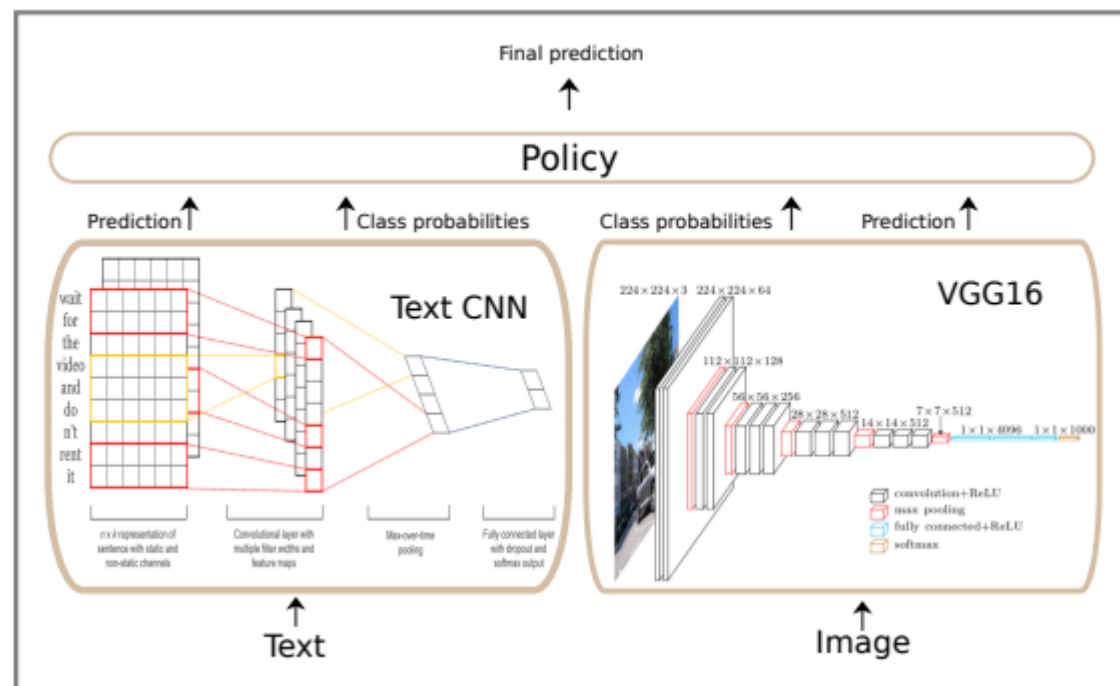 Final prediction
Policy
Prediction
Class probabilities
Class probabilities
Prediction
Text CNN
wait
for
the
video
and
do
n't
rent
it
n x k representation of
sentence with static and
non-static channels
Convolutional layer with
multiple filter widths and
feature maps
Max-over-time
pooling
Fully connected layer
with dropout and
softmax output
Text
VGG16
224×224×3 224×224×64
112×112×128
56×56×256
28×28×512
14×14×512
7×7×512
1×1×4096 1×1×1000
convolution+ReLU
max pooling
fully connected+ReLU
softmax
Image